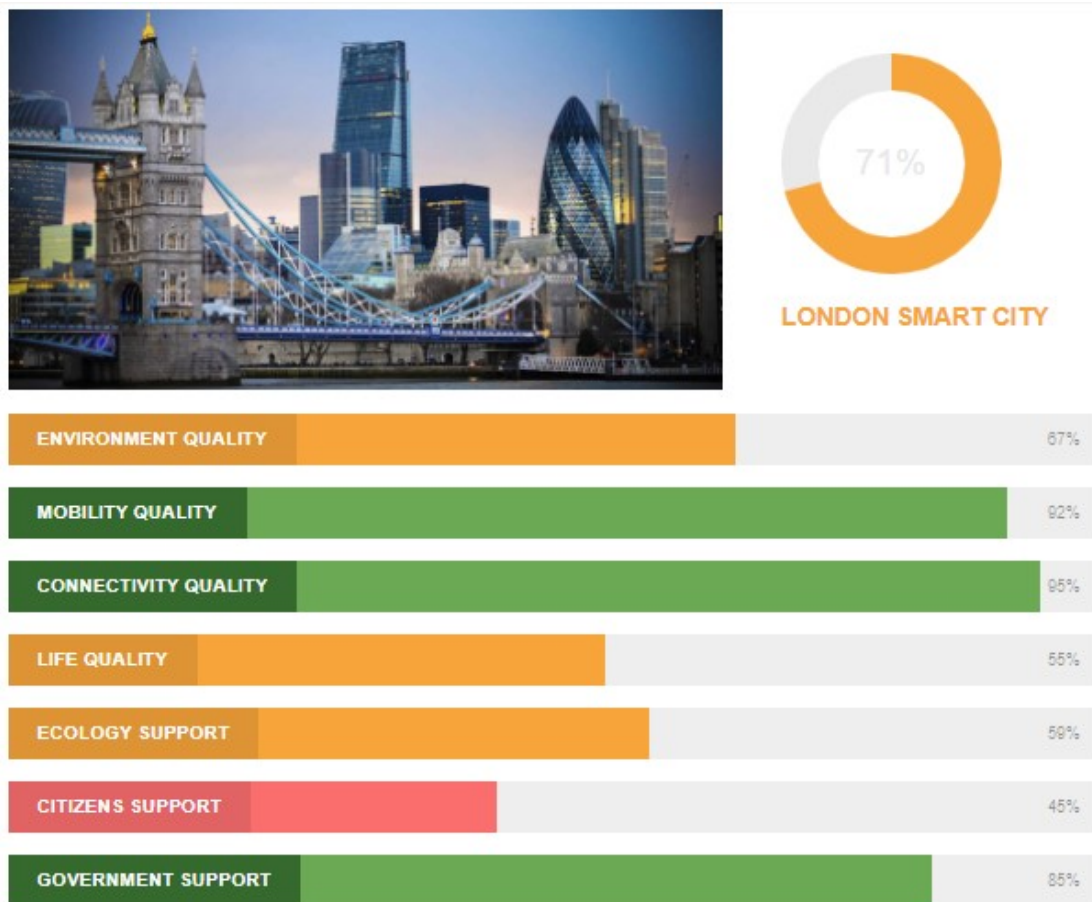 71%
LONDON SMART CITY
ENVIRONMENT QUALITY 67%
MOBILITY QUALITY 92%
CONNECTIVITY QUALITY 95%
LIFE QUALITY 55%
ECOLOGY SUPPORT 59%
CITIZENS SUPPORT 45%
GOVERNMENT SUPPORT 85%